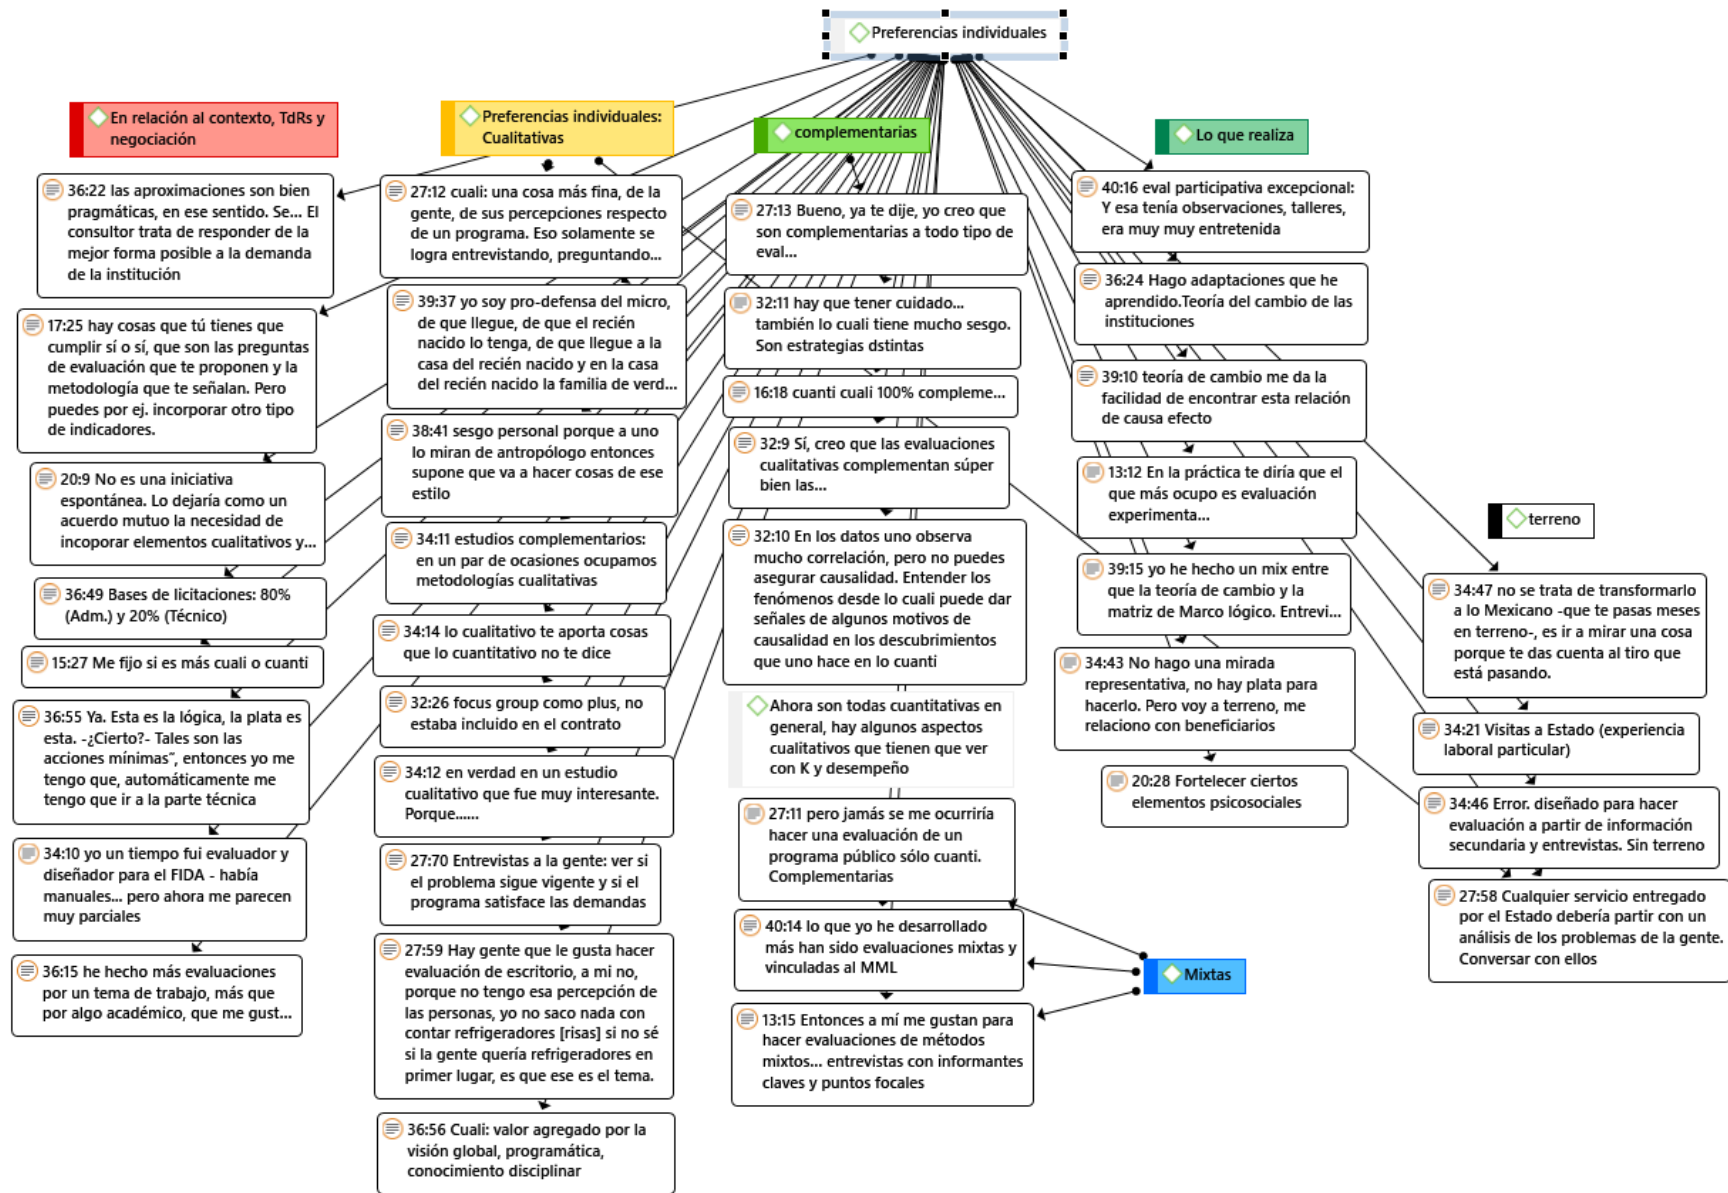 Preferencias individuales
En relación al contexto, TdRs y
negociación
36:22 las aproximaciones son bien
pragmáticas, en ese sentido. Se... El
consultor trata de responder de la
mejor forma posible a la demanda
de la institución
17:25 hay cosas que tú tienes que
cumplir sí o sí, que son las preguntas
de evaluación que te proponen y la
metodología que te señalan. Pero
puedes por ej. incorporar otro tipo
de indicadores.
20:9 No es una iniciativa
espontánea. Lo dejaría como un
acuerdo mutuo la necesidad de
incoporar elementos cualitativos y...
36:49 Bases de licitaciones: 80%
(Adm.) y 20% (Técnico)
15:27 Me fijo si es más cuali o cuanti
36:55 Ya. Esta es la lógica, la plata es
esta. -¿Cierto?- Tales son las
acciones mínimas", entonces yo me
tengo que, automáticamente me
tengo que ir a la parte técnica
34:10 yo un tiempo fui evaluador y
diseñador para el FIDA - había
manuales... pero ahora me parecen
muy parciales
36:15 he hecho más evaluaciones
por un tema de trabajo, más que
por algo académico, que me gust...
Preferencias individuales:
Cualitativas
27:12 cuali: una cosa más fina, de la
gente, de sus percepciones respecto
de un programa. Eso solamente se
logra entrevistando, preguntando...
39:37 yo soy pro-defensa del micro,
de que llegue, de que el recién
nacido lo tenga, de que llegue a la
casa del recién nacido y en la casa
del recién nacido la familia de verd...
38:41 sesgo personal porque a uno
lo miran de antropólogo entonces
supone que va a hacer cosas de ese
estilo
34:11 estudios complementarios:
en un par de ocasiones ocupamos
metodologías cualitativas
34:14 lo cualitativo te aporta cosas
que lo cuantitativo no te dice
32:26 focus group como plus, no
estaba incluido en el contrato
34:12 en verdad en un estudio
cualitativo que fue muy interesante.
Porque......
27:70 Entrevistas a la gente: ver si
el problema sigue vigente y si el
programa satisface las demandas
27:59 Hay gente que le gusta hacer
evaluación de escritorio, a mi no,
porque no tengo esa percepción de
las personas, yo no saco nada con
contar refrigeradores [risas] si no sé
si la gente quería refrigeradores en
primer lugar, es que ese es el tema.
36:56 Cuali: valor agregado por la
visión global, programática,
conocimiento disciplinar
complementarias
27:13 Bueno, ya te dije, yo creo que
son complementarias a todo tipo de
eval...
32:11 hay que tener cuidado...
también lo cuali tiene mucho sesgo.
Son estrategias dstintas
16:18 cuanti cuali 100% compleme...
32:9 Sí, creo que las evaluaciones
cualitativas complementan súper
bien las...
32:10 En los datos uno observa
mucho correlación, pero no puedes
asegurar causalidad. Entender los
fenómenos desde lo cuali puede dar
señales de algunos motivos de
causalidad en los descubrimientos
que uno hace en lo cuanti
Ahora son todas cuantitativas en
general, hay algunos aspectos
cualitativos que tienen que ver
con K y desempeño
27:11 pero jamás se me ocurriría
hacer una evaluación de un
programa público sólo cuanti.
Complementarias
40:14 lo que yo he desarrollado
más han sido evaluaciones mixtas y
vinculadas al MML
13:15 Entonces a mí me gustan para
hacer evaluaciones de métodos
mixtos... entrevistas con informantes
claves y puntos focales
Mixtas
Lo que realiza
40:16 eval participativa excepcional:
Y esa tenía observaciones, talleres,
era muy muy entretenida
36:24 Hago adaptaciones que he
aprendido.Teoría del cambio de las
instituciones
39:10 teoría de cambio me da la
facilidad de encontrar esta relación
de causa efecto
13:12 En la práctica te diría que el
que más ocupo es evaluación
experimenta...
39:15 yo he hecho un mix entre
que la teoría de cambio y la
matriz de Marco lógico. Entrevi...
34:43 No hago una mirada
representativa, no hay plata para
hacerlo. Pero voy a terreno, me
relaciono con beneficiarios
20:28 Fortelecer ciertos
elementos psicosociales
terreno
34:47 no se trata de transformarlo
a lo Mexicano -que te pasas meses
en terreno-, es ir a mirar una cosa
porque te das cuenta al tiro que
está pasando.
34:21 Visitas a Estado (experiencia
laboral particular)
34:46 Error. diseñado para hacer
evaluación a partir de información
secundaria y entrevistas. Sin terreno
27:58 Cualquier servicio entregado
por el Estado debería partir con un
análisis de los problemas de la gente.
Conversar con ellos